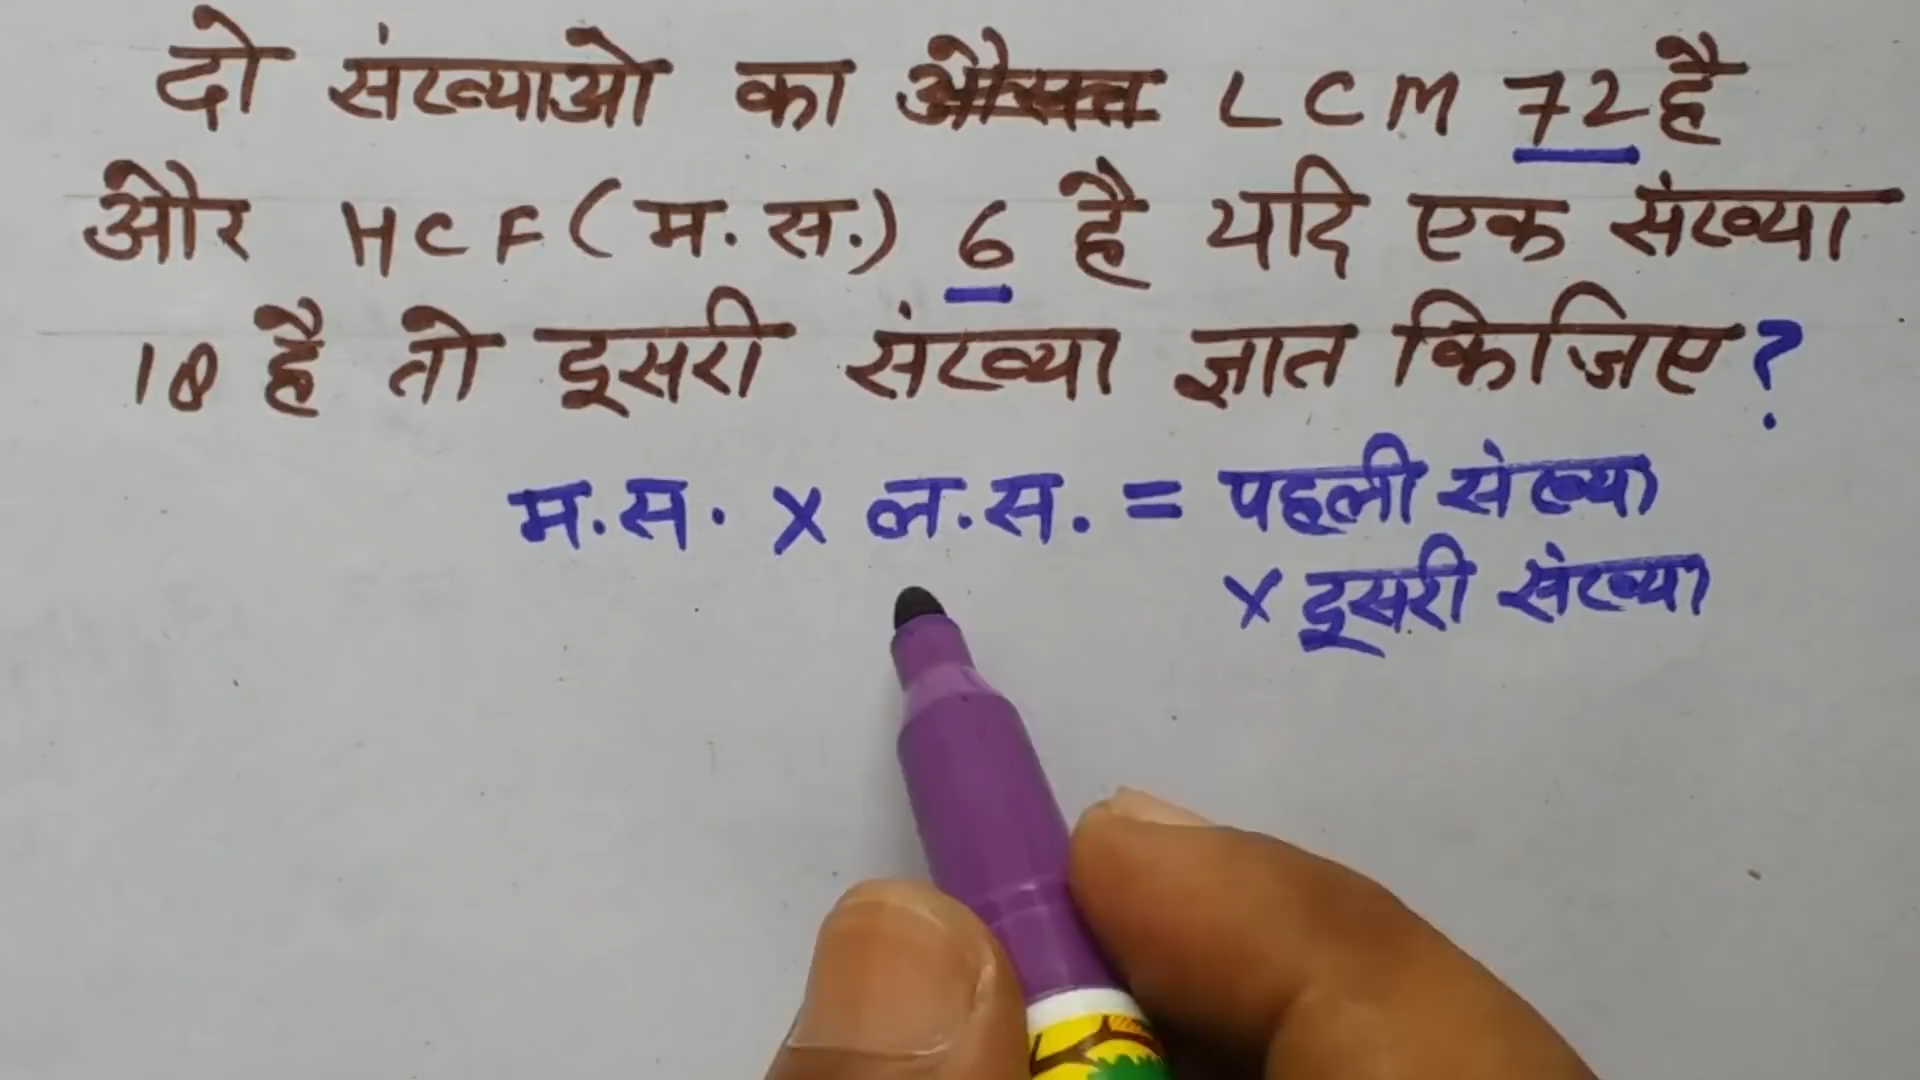 दो संख्याओ का औसत LCM 72 है
और HCF (म.स.) 6 है यदि एक संख्या
18 है तो दूसरी संख्या ज्ञात किजिए?
म.स. x ल.स. = पहली संख्या
x दूसरी संख्या